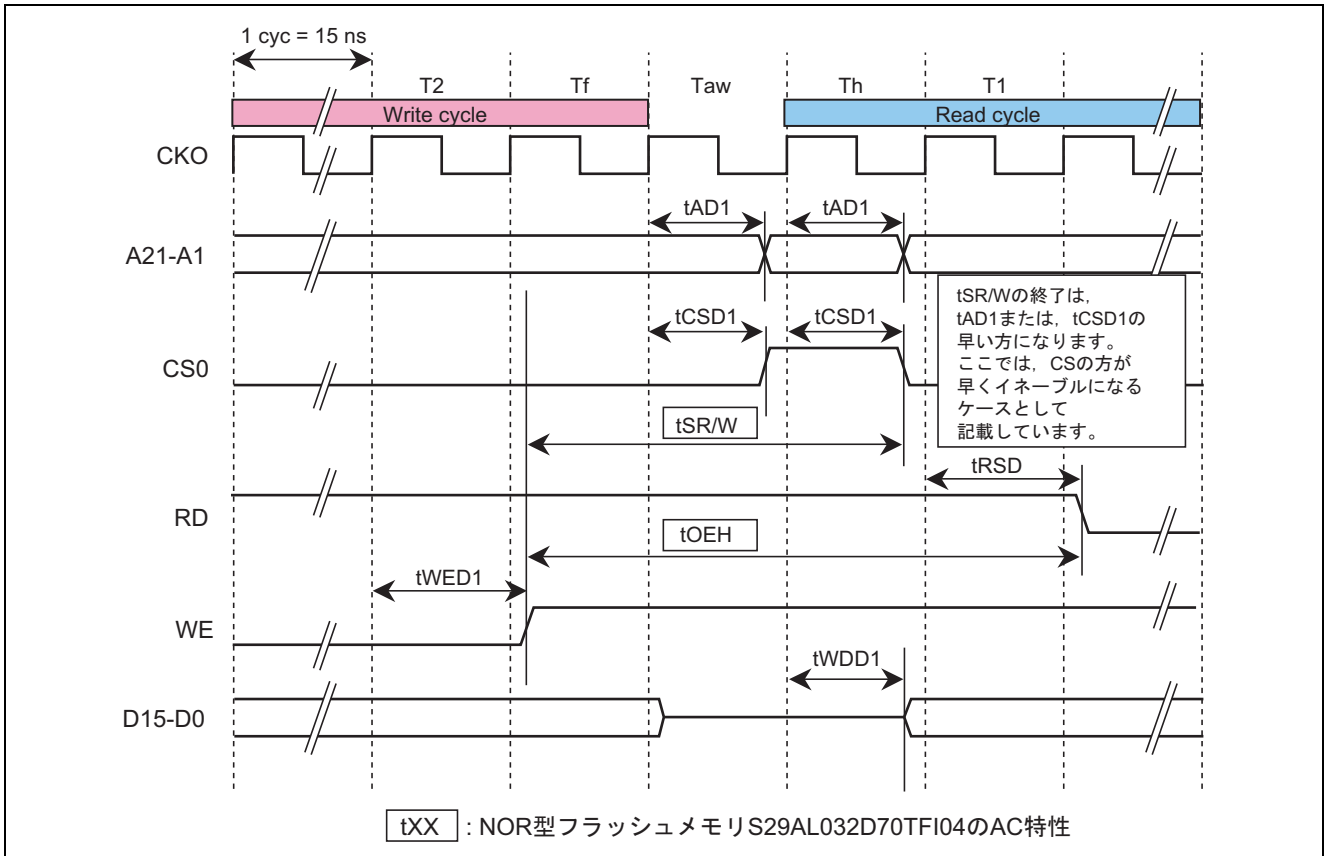 1 cyc = 15 ns
T2
Tf
Taw
Th
T1
Write cycle
Read cycle
CKO
tAD1
tAD1
A21-A1
tSR/Wの終了は，
tAD1または，tCSD1の
早い方になります。
ここでは，CSの方が
早くイネーブルになる
ケースとして
記載しています。
tCSD1
tCSD1
CS0
tSR/W
tRSD
RD
tOEH
tWED1
WE
tWDD1
D15-D0
tXX : NOR型フラッシュメモリS29AL032D70TFI04のAC特性